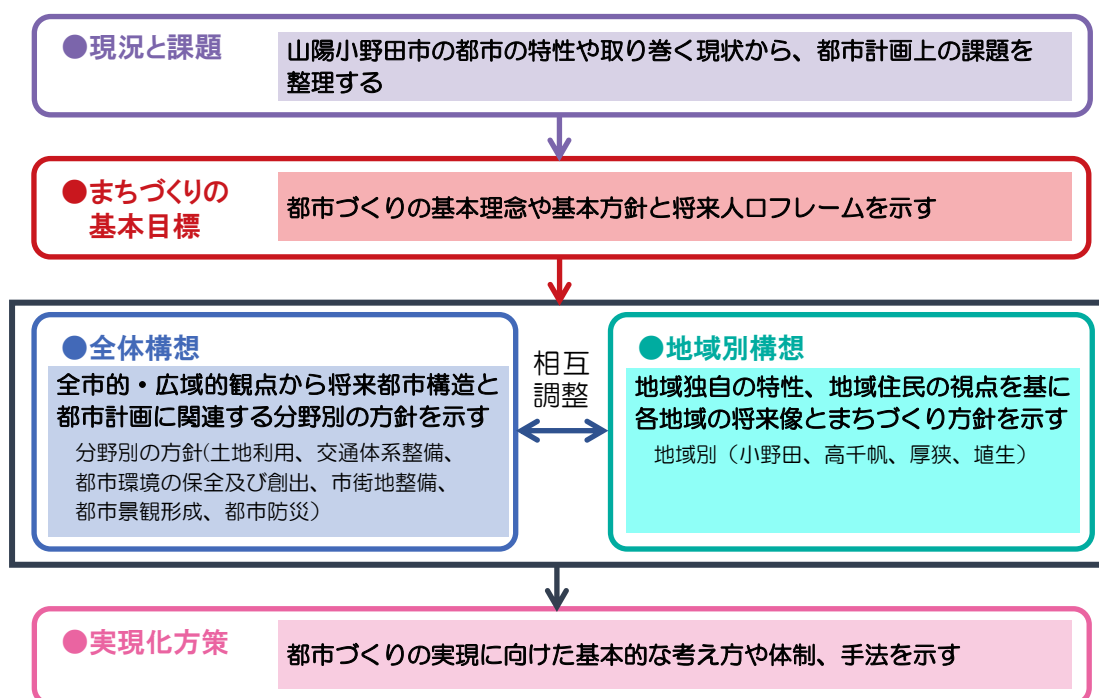 ●現況と課題
山陽小野田市の都市の特性や取り巻く現状から、都市計画上の課題を
整理する
●まちづくりの
基本目標
都市づくりの基本理念や基本方針と将来人口フレームを示す
●全体構想
全市的・広域的観点から将来都市構造と
都市計画に関連する分野別の方針を示す
分野別の方針(土地利用、交通体系整備、
都市環境の保全及び創出、市街地整備、
都市景観形成、都市防災）
相互
調整
●地域別構想
地域独自の特性、地域住民の視点を基に
各地域の将来像とまちづくり方針を示す
地域別（小野田、高千帆、厚狭、埴生）
●実現化方策
都市づくりの実現に向けた基本的な考え方や体制、手法を示す